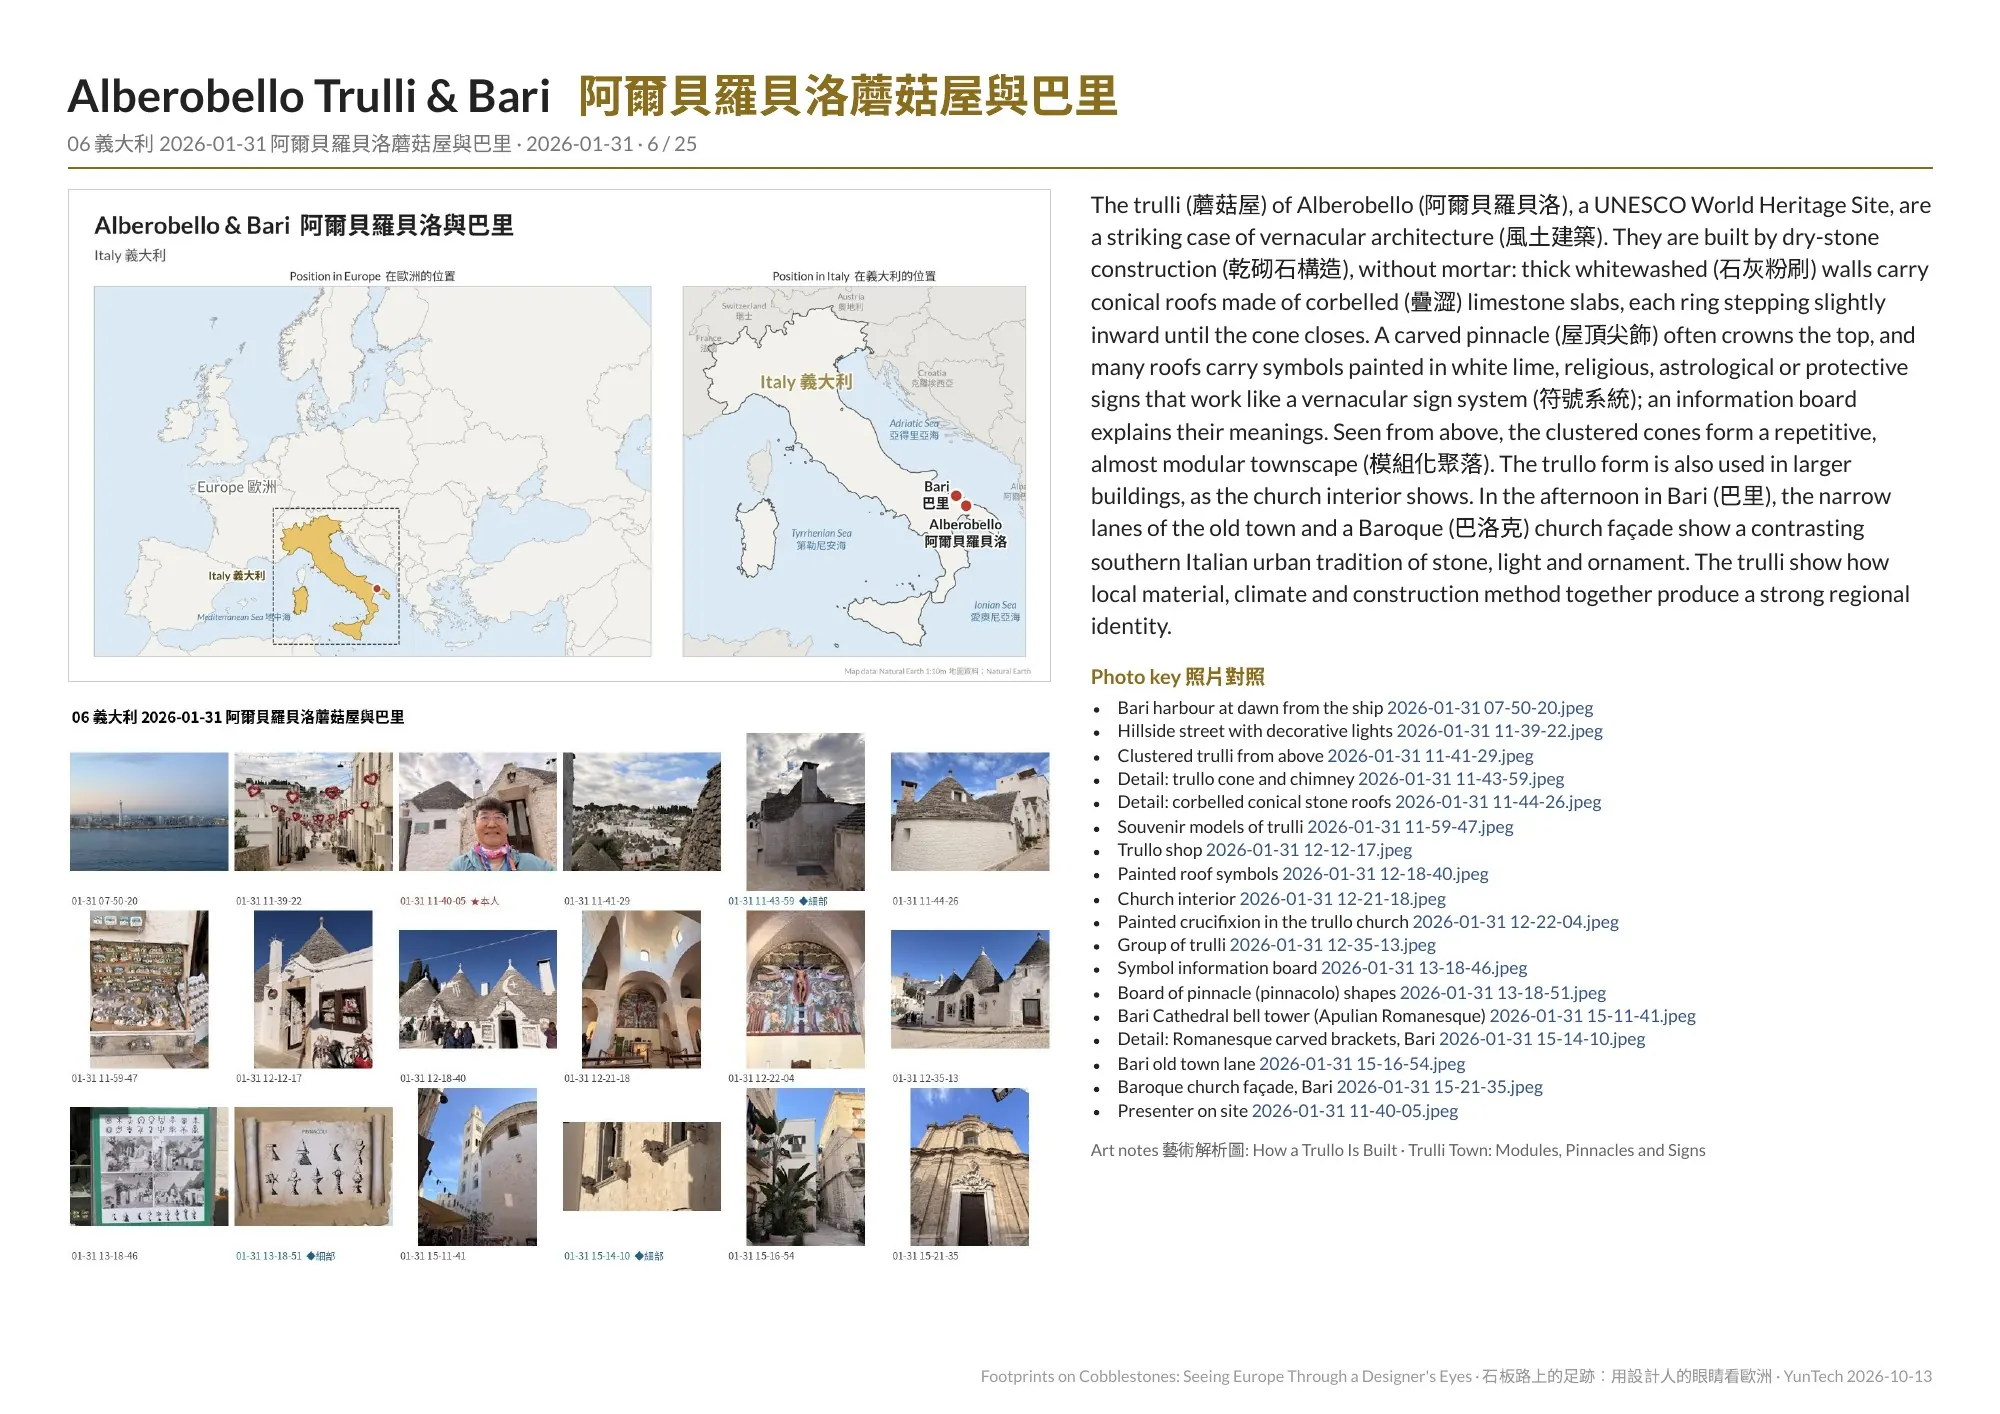 Alberobello Trulli & Bari 阿爾貝羅貝洛蘑菇屋與巴里
06 義大利 2026-01-31 阿爾貝羅貝洛蘑菇屋與巴里 · 2026-01-31 · 6 / 25
Alberobello & Bari 阿爾貝羅貝洛與巴里
Italy 義大利
Position in Europe 在歐洲的位置
Europe 歐洲
Italy 義大利
Mediterranean Sea 地中海
Position in Italy 在義大利的位置
Switzerland
瑞士
Austria
奧地利
France
Croatia
克羅埃西亞
Italy 義大利
Adriatic Sea
亞得里亞海
Bari
巴里
Alberobello
阿爾貝羅貝洛
Tyrrhenian Sea
第勒尼安海
Ionian Sea
愛奧尼亞海
Map data: Natural Earth 1:10m 地圖資料：Natural Earth
06 義大利 2026-01-31 阿爾貝羅貝洛蘑菇屋與巴里
01-31 07-50-20
01-31 11-39-22
01-31 11-40-05 ★本人
01-31 11-41-29
01-31 11-43-59 ◆細部
01-31 11-44-26
01-31 11-59-47
01-31 12-12-17
01-31 12-18-40
01-31 12-21-18
01-31 12-22-04
01-31 12-35-13
PINNACOLI
01-31 13-18-46
01-31 13-18-51 ◆細部
01-31 15-11-41
01-31 15-14-10 ◆細部
01-31 15-16-54
01-31 15-21-35
The trulli (蘑菇屋) of Alberobello (阿爾貝羅貝洛), a UNESCO World Heritage Site, are
a striking case of vernacular architecture (風土建築). They are built by dry-stone
construction (乾砌石構造), without mortar: thick whitewashed (石灰粉刷) walls carry
conical roofs made of corbelled (疊澀) limestone slabs, each ring stepping slightly
inward until the cone closes. A carved pinnacle (屋頂尖飾) often crowns the top, and
many roofs carry symbols painted in white lime, religious, astrological or protective
signs that work like a vernacular sign system (符號系統); an information board
explains their meanings. Seen from above, the clustered cones form a repetitive,
almost modular townscape (模組化聚落). The trullo form is also used in larger
buildings, as the church interior shows. In the afternoon in Bari (巴里), the narrow
lanes of the old town and a Baroque (巴洛克) church façade show a contrasting
southern Italian urban tradition of stone, light and ornament. The trulli show how
local material, climate and construction method together produce a strong regional
identity.
Photo key 照片對照
• Bari harbour at dawn from the ship 2026-01-31 07-50-20.jpeg
• Hillside street with decorative lights 2026-01-31 11-39-22.jpeg
• Clustered trulli from above 2026-01-31 11-41-29.jpeg
• Detail: trullo cone and chimney 2026-01-31 11-43-59.jpeg
• Detail: corbelled conical stone roofs 2026-01-31 11-44-26.jpeg
• Souvenir models of trulli 2026-01-31 11-59-47.jpeg
• Trullo shop 2026-01-31 12-12-17.jpeg
• Painted roof symbols 2026-01-31 12-18-40.jpeg
• Church interior 2026-01-31 12-21-18.jpeg
• Painted crucifixion in the trullo church 2026-01-31 12-22-04.jpeg
• Group of trulli 2026-01-31 12-35-13.jpeg
• Symbol information board 2026-01-31 13-18-46.jpeg
• Board of pinnacle (pinnacolo) shapes 2026-01-31 13-18-51.jpeg
• Bari Cathedral bell tower (Apulian Romanesque) 2026-01-31 15-11-41.jpeg
• Detail: Romanesque carved brackets, Bari 2026-01-31 15-14-10.jpeg
• Bari old town lane 2026-01-31 15-16-54.jpeg
• Baroque church façade, Bari 2026-01-31 15-21-35.jpeg
• Presenter on site 2026-01-31 11-40-05.jpeg
Art notes 藝術解析圖: How a Trullo Is Built · Trulli Town: Modules, Pinnacles and Signs
Footprints on Cobblestones: Seeing Europe Through a Designer's Eyes · 石板路上的足跡：用設計人的眼睛看歐洲 · YunTech 2026-10-13